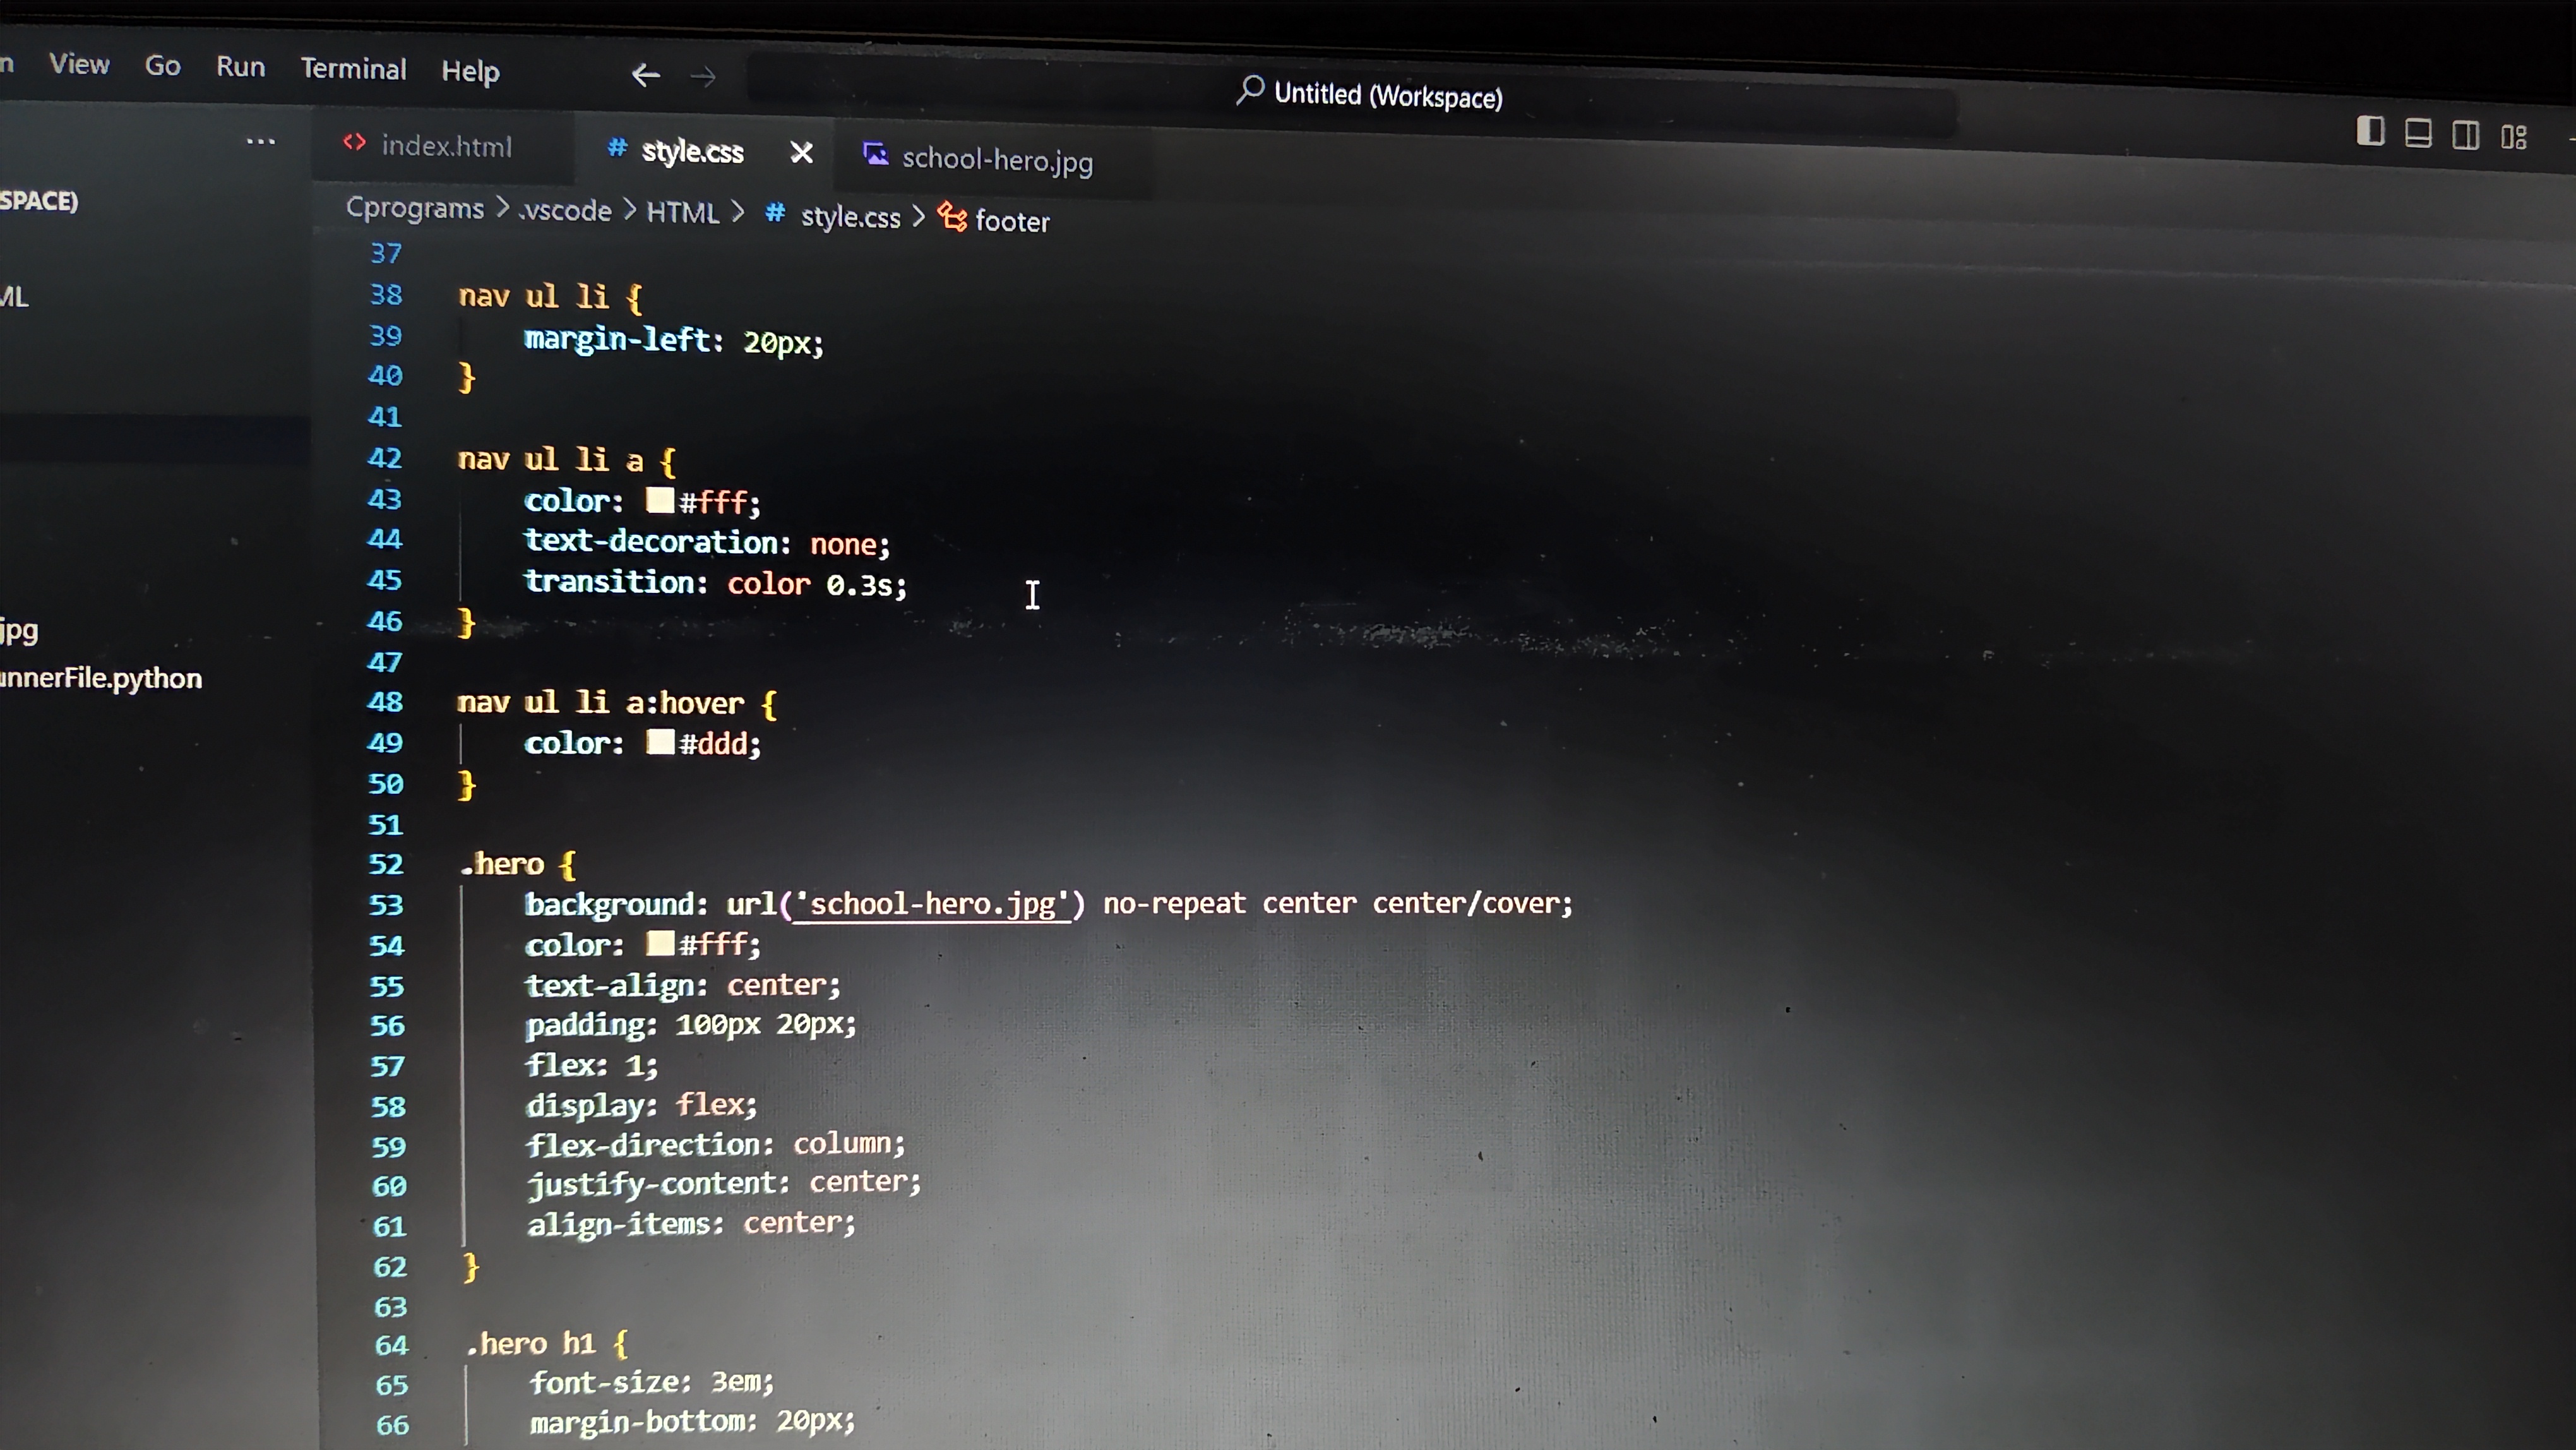 View Go Run Terminal Help
Untitled (Workspace)
index.html
# style.css
school-hero.jpg
SPACE)
Cprograms > .vscode > HTML > # style.css > footer
37
38 nav ul li {
39 margin-left: 20px;
40 }
41
42 nav ul li a {
43 color: #fff;
44 text-decoration: none;
45 transition: color 0.3s;
46 }
47
48 nav ul li a:hover {
49 color: #ddd;
50 }
51
52 .hero {
53 background: url('school-hero.jpg') no-repeat center center/cover;
54 color: #fff;
55 text-align: center;
56 padding: 100px 20px;
57 flex: 1;
58 display: flex;
59 flex-direction: column;
60 justify-content: center;
61 align-items: center;
62 }
63
64 .hero h1 {
65 font-size: 3em;
66 margin-bottom: 20px;
jpg
nnerFile.python